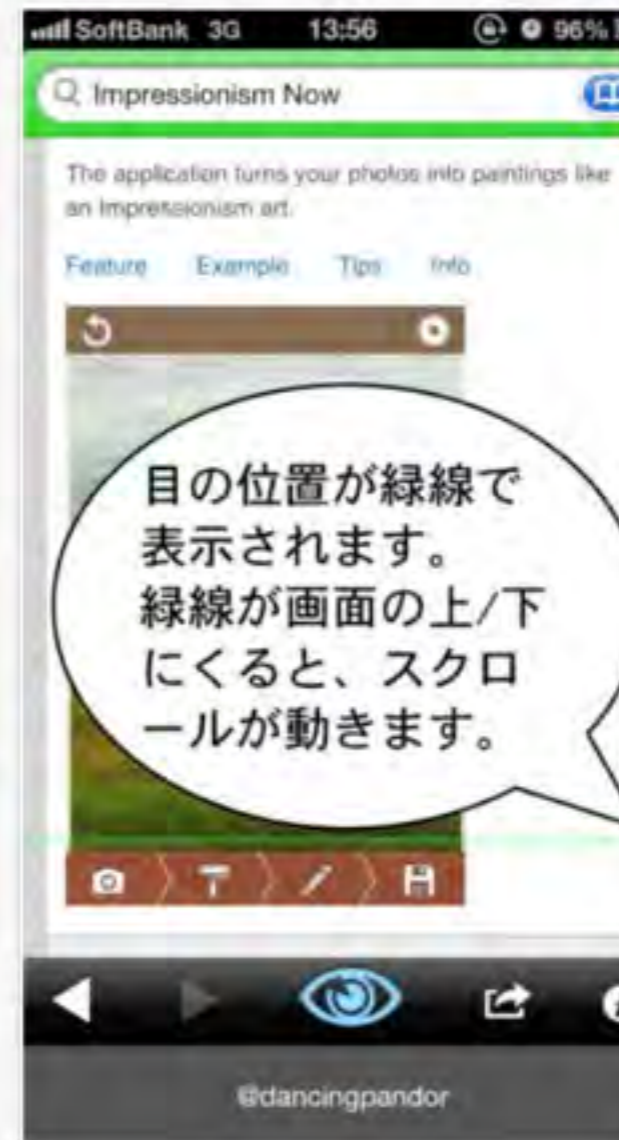 SoftBank 3G 13:56 96%
Impressionism Now
The application turns your photos into paintings like
an Impressionism art.
Feature Example Tips Info
目の位置が緑線で
表示されます。
緑線が画面の上/下
にくると、スクロ
ールが動きます。
@dancingpandor